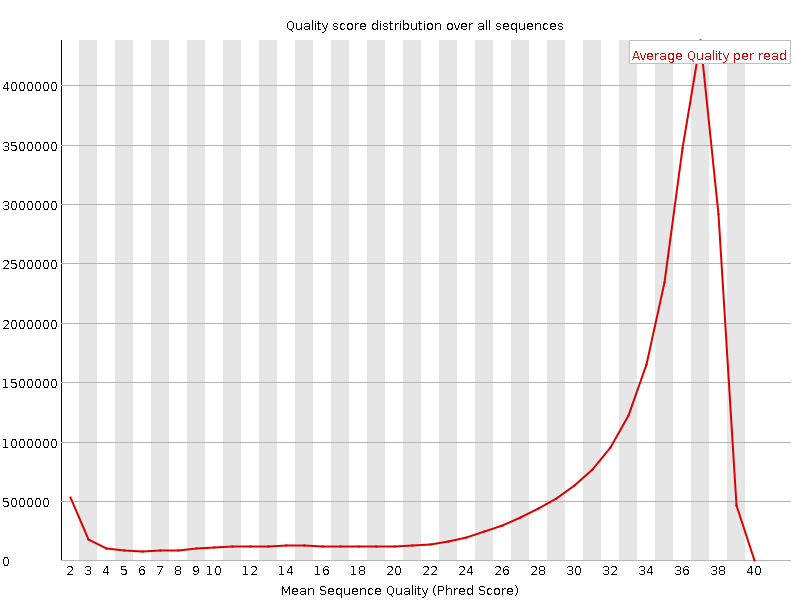 Quality score distribution over all sequences
Average Quality per read
4000000
3500000
3000000
2500000
2000000
1500000
1000000
500000
0
2 3 4 5 6 7 8 9 10 12 14 16 18 20 22 24 26 28 30 32 34 36 38 40
Mean Sequence Quality (Phred Score)